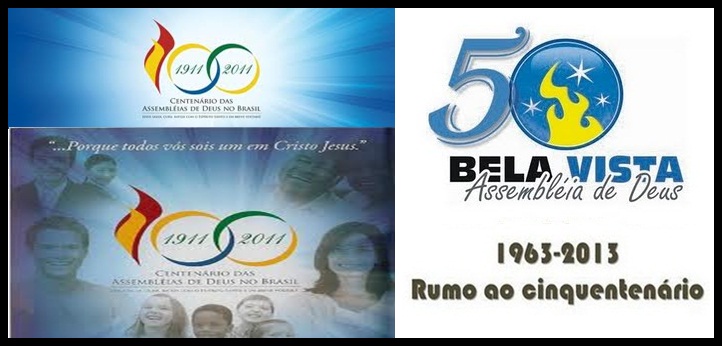 1911 2011
Centenário das
Assembléias de Deus no Brasil
“...Porque todos vós sois um em Cristo Jesus.”
1911 2011
Centenário das
Assembléias de Deus no Brasil
50
BELA VISTA
Assembléia de Deus
1963-2013
Rumo ao cinquentenário